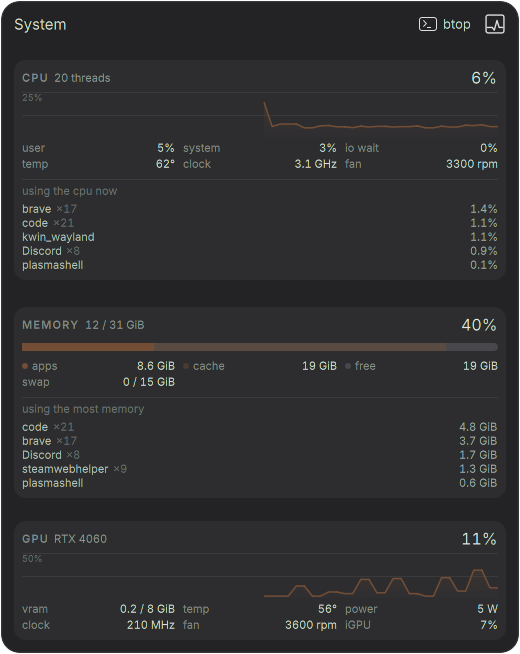 System btop
CPU 20 threads 6%
25%
user 5% system 3% io wait 0%
temp 62° clock 3.1 GHz fan 3300 rpm
using the cpu now
brave ×17 1.4%
code ×21 1.1%
kwin_wayland 1.1%
Discord ×8 0.9%
plasmashell 0.1%
MEMORY 12 / 31 GiB 40%
apps 8.6 GiB cache 19 GiB free 19 GiB
swap 0 / 15 GiB
using the most memory
code ×21 4.8 GiB
brave ×17 3.7 GiB
Discord ×8 1.7 GiB
steamwebhelper ×9 1.3 GiB
plasmashell 0.6 GiB
GPU RTX 4060 11%
50%
vram 0.2 / 8 GiB temp 56° power 5 W
clock 210 MHz fan 3600 rpm iGPU 7%